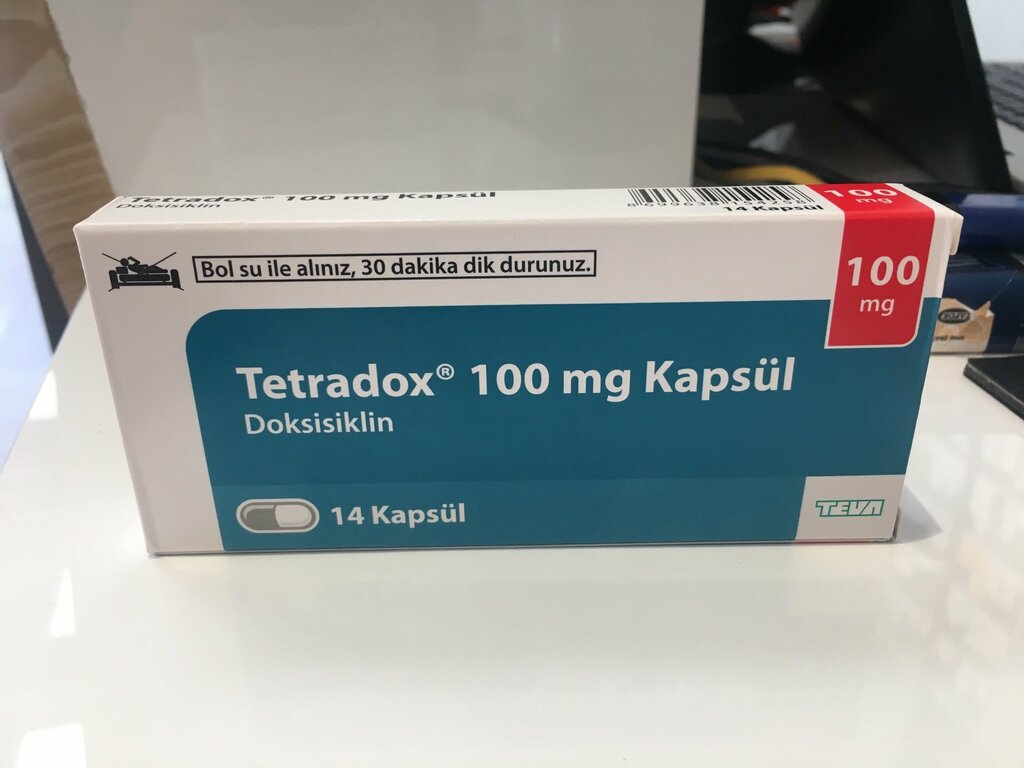 Tetradox® 100 mg Kapsül
Doksisiklin
14 Kapsül
100
mg
Bol su ile alınız, 30 dakika dik durunuz.
100
mg
Tetradox® 100 mg Kapsül
Doksisiklin
14 Kapsül
TEVA